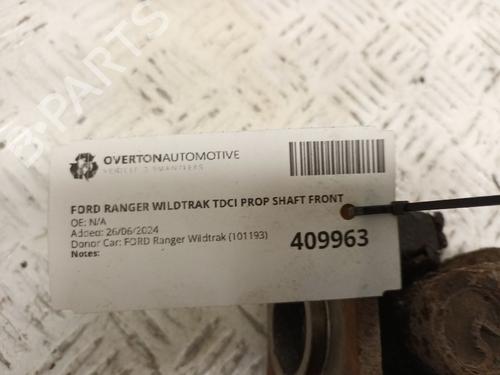 OVERTONAUTOMOTIVE
VEHICLE DISMANTLERS
FORD RANGER WILDTRAK TDCI PROP SHAFT FRONT
OE: N/A
Added: 26/06/2024
Donor Car: FORD Ranger Wildtrak (101193)
Notes:
409963